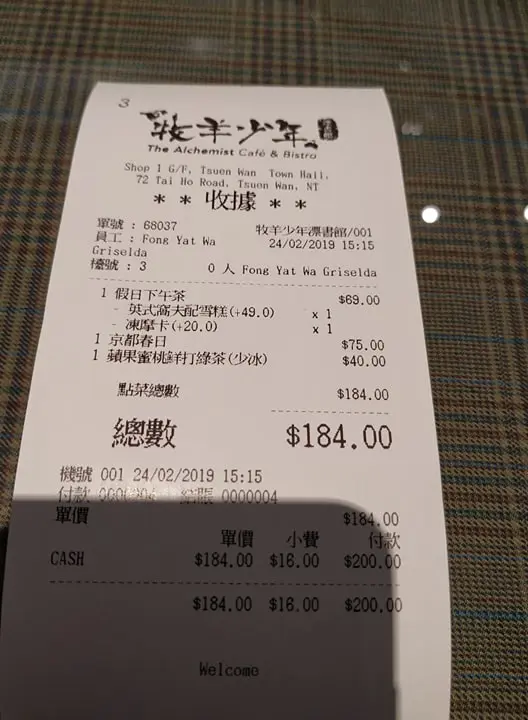 3
牧羊少年
The Alchemist Café & Bistro
Shop 1 G/F, Tsuen Wan Town Hall,
72 Tai Ho Road, Tsuen Wan, NT
** 收據 **
單號 : 68037 牧羊少年漂書館/001
員工 : Fong Yat Wa 24/02/2019 15:15
Griselda
檯號 : 3 0 人 Fong Yat Wa Griselda
1 假日下午茶 $69.00
- 英式窩夫配雪糕(+49.0) x 1
- 凍摩卡(+20.0) x 1
1 京都春日 $75.00
1 蘋果蜜桃鮮打綠茶(少冰) $40.00
點菜總數 $184.00
總數 $184.00
機號 001 24/02/2019 15:15
付款 結賬 0000004
單價 $184.00
單價 小費 付款
CASH $184.00 $16.00 $200.00
$184.00 $16.00 $200.00
Welcome